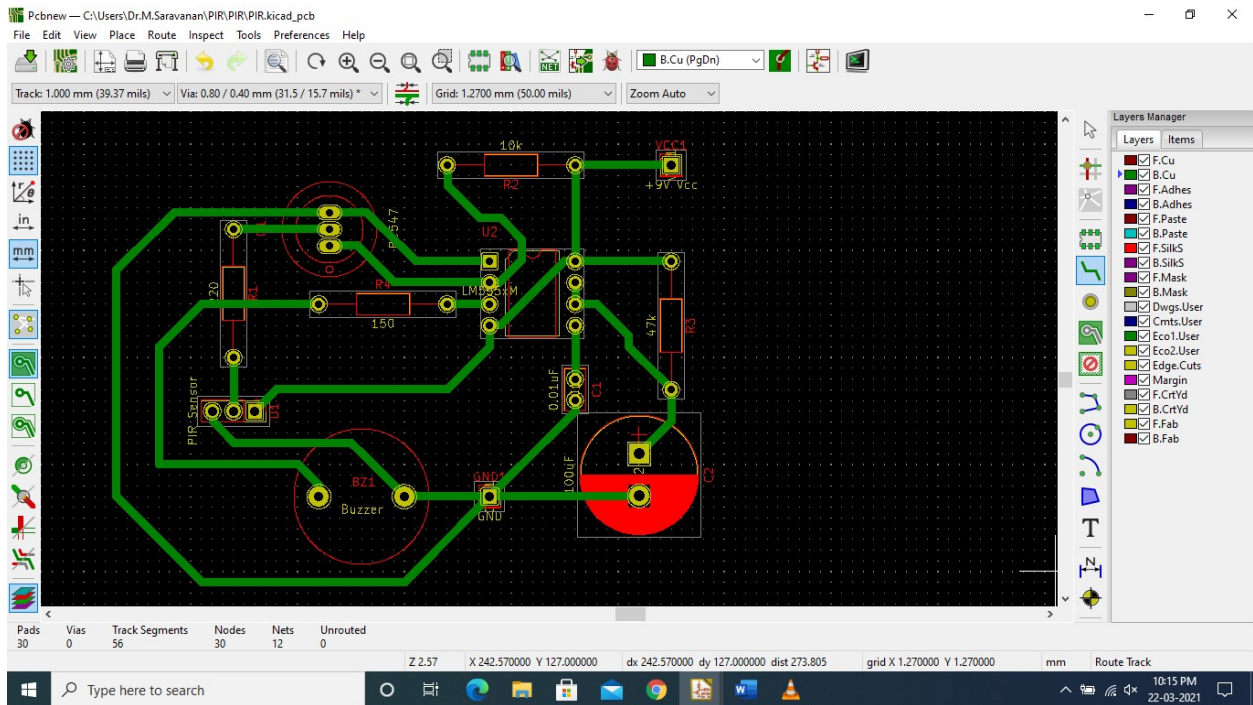 Pcbnew — C:\Users\Dr.M.Saravanan\PIR\PIR\PIR.kicad_pcb
File Edit View Place Route Inspect Tools Preferences Help
B.Cu (PgDn)
Track: 1.000 mm (39.37 mils) Via: 0.80 / 0.40 mm (31.5 / 15.7 mils) * Grid: 1.2700 mm (50.00 mils) Zoom Auto
NET
in
mm
T
N
Layers Manager
Layers Items
F.Cu
B.Cu
F.Adhes
B.Adhes
F.Paste
B.Paste
F.SilkS
B.SilkS
F.Mask
B.Mask
Dwgs.User
Cmts.User
Eco1.User
Eco2.User
Edge.Cuts
Margin
F.CrtYd
B.CrtYd
F.Fab
B.Fab
10k
VCC1
R2
+9V Vcc
U2
R4
150
R1
47k
R3
0.01uF
C1
PIR_Sensor
100uF
C2
BZ1
Buzzer
GND1
GND
Pads Vias Track Segments Nodes Nets Unrouted
30 0 56 30 12 0
Z 2.57 X 242.570000 Y 127.000000 dx 242.570000 dy 127.000000 dist 273.805 grid X 1.270000 Y 1.270000 mm Route Track
Type here to search
10:15 PM
22-03-2021